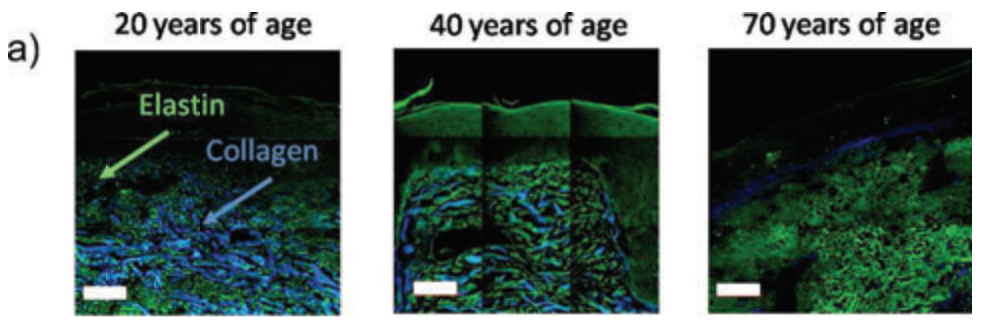 20 years of age
40 years of age
70 years of age
a)
Elastin
Collagen